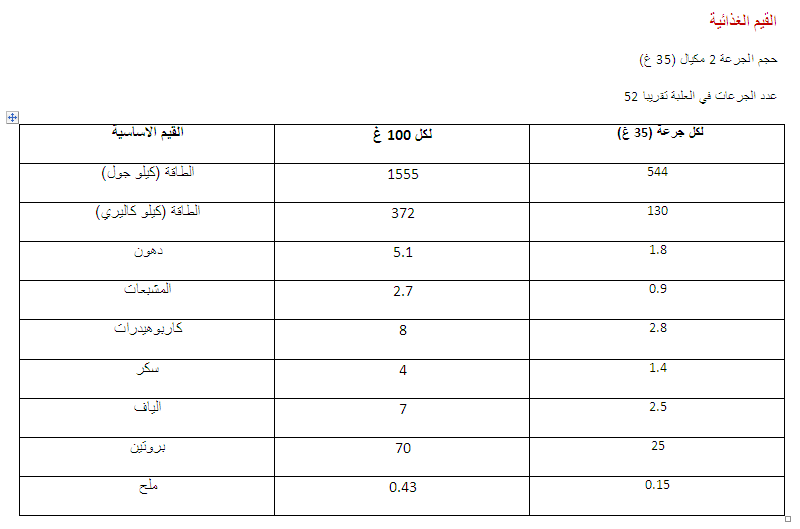 القيم الغذائية
حجم الجرعة 2 مكيال (35 غ)
عدد الجرعات في العلبة تقريبا 52
القيم الاساسية لكل 100 غ لكل جرعة (35 غ)
الطاقة (كيلو جول) 1555 544
الطاقة (كيلو كاليري) 372 130
دهون 5.1 1.8
المشبعات 2.7 0.9
كاربوهيدرات 8 2.8
سكر 4 1.4
الياف 7 2.5
بروتين 70 25
ملح 0.43 0.15